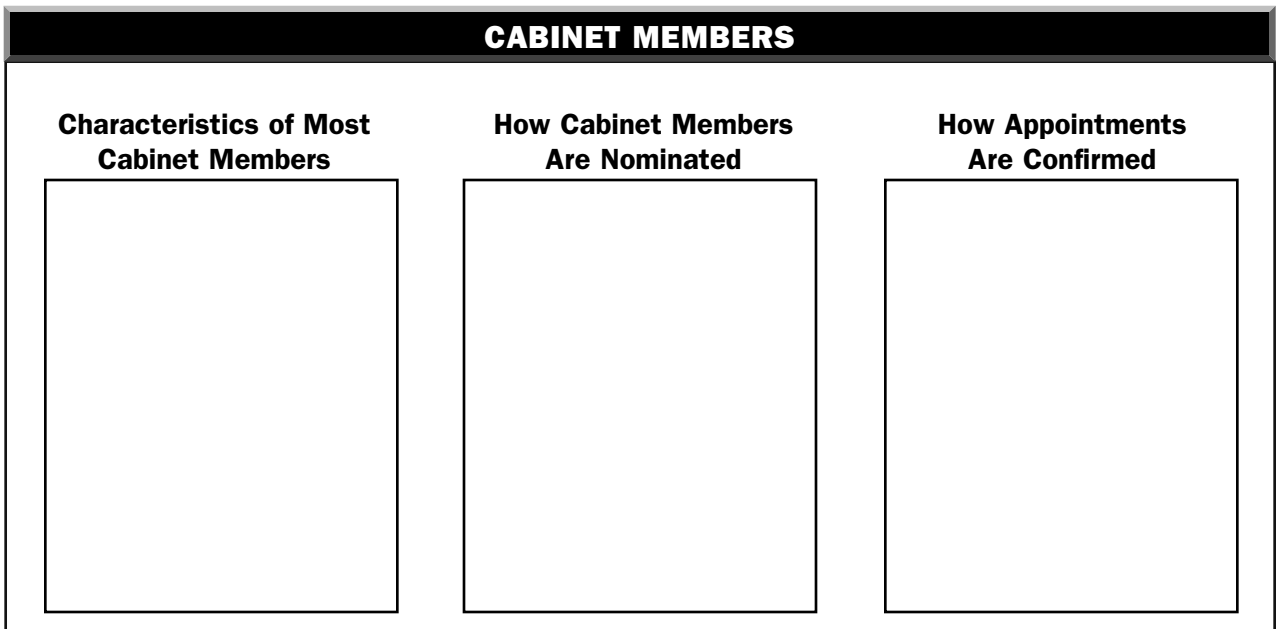 CABINET MEMBERS
Characteristics of Most
Cabinet Members
How Cabinet Members
Are Nominated
How Appointments
Are Confirmed